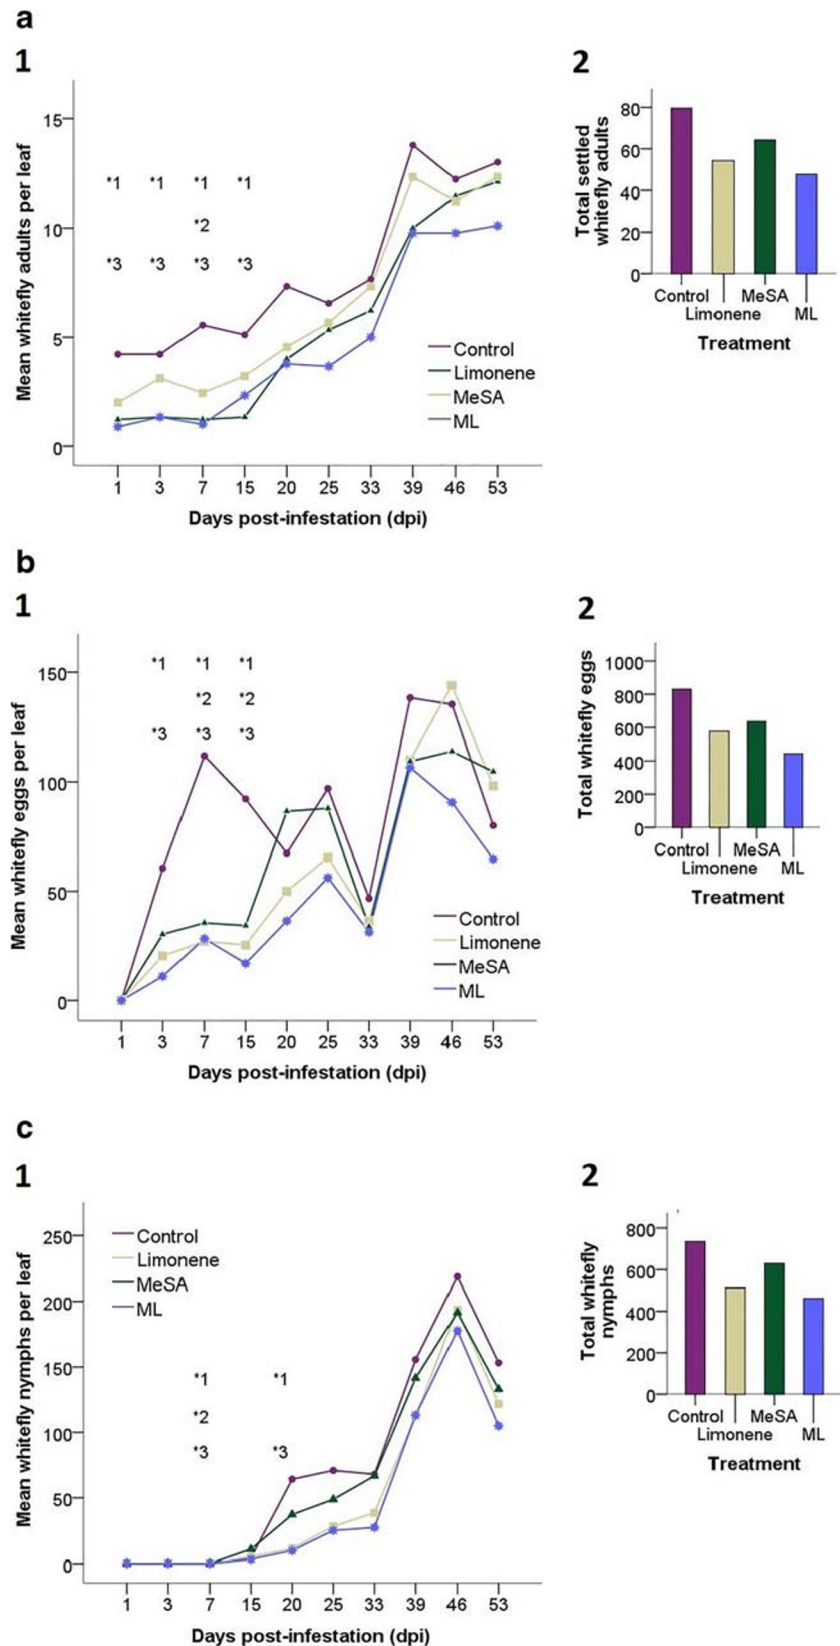 a
1
2
Mean whitefly adults per leaf
15
10
5
0
*1 *1 *1 *1
*2
*3 *3 *3 *3
Control
Limonene
MeSA
ML
1 3 7 15 20 25 33 39 46 53
Days post-infestation (dpi)
Total settled
whitefly adults
80
60
40
20
0
Control MeSA
Limonene ML
Treatment
b
1
2
Mean whitefly eggs per leaf
150
100
50
0
*1 *1 *1
*2 *2
*3 *3 *3
Control
Limonene
MeSA
ML
1 3 7 15 20 25 33 39 46 53
Days post-infestation (dpi)
Total whitefly eggs
1000
800
600
400
200
0
Control MeSA
Limonene ML
Treatment
c
1
2
Mean whitefly nymphs per leaf
250
200
150
100
50
0
Control
Limonene
MeSA
ML
*1 *1
*2
*3 *3
1 3 7 15 20 25 33 39 46 53
Days post-infestation (dpi)
Total whitefly
nymphs
800
600
400
200
0
Control MeSA
Limonene ML
Treatment